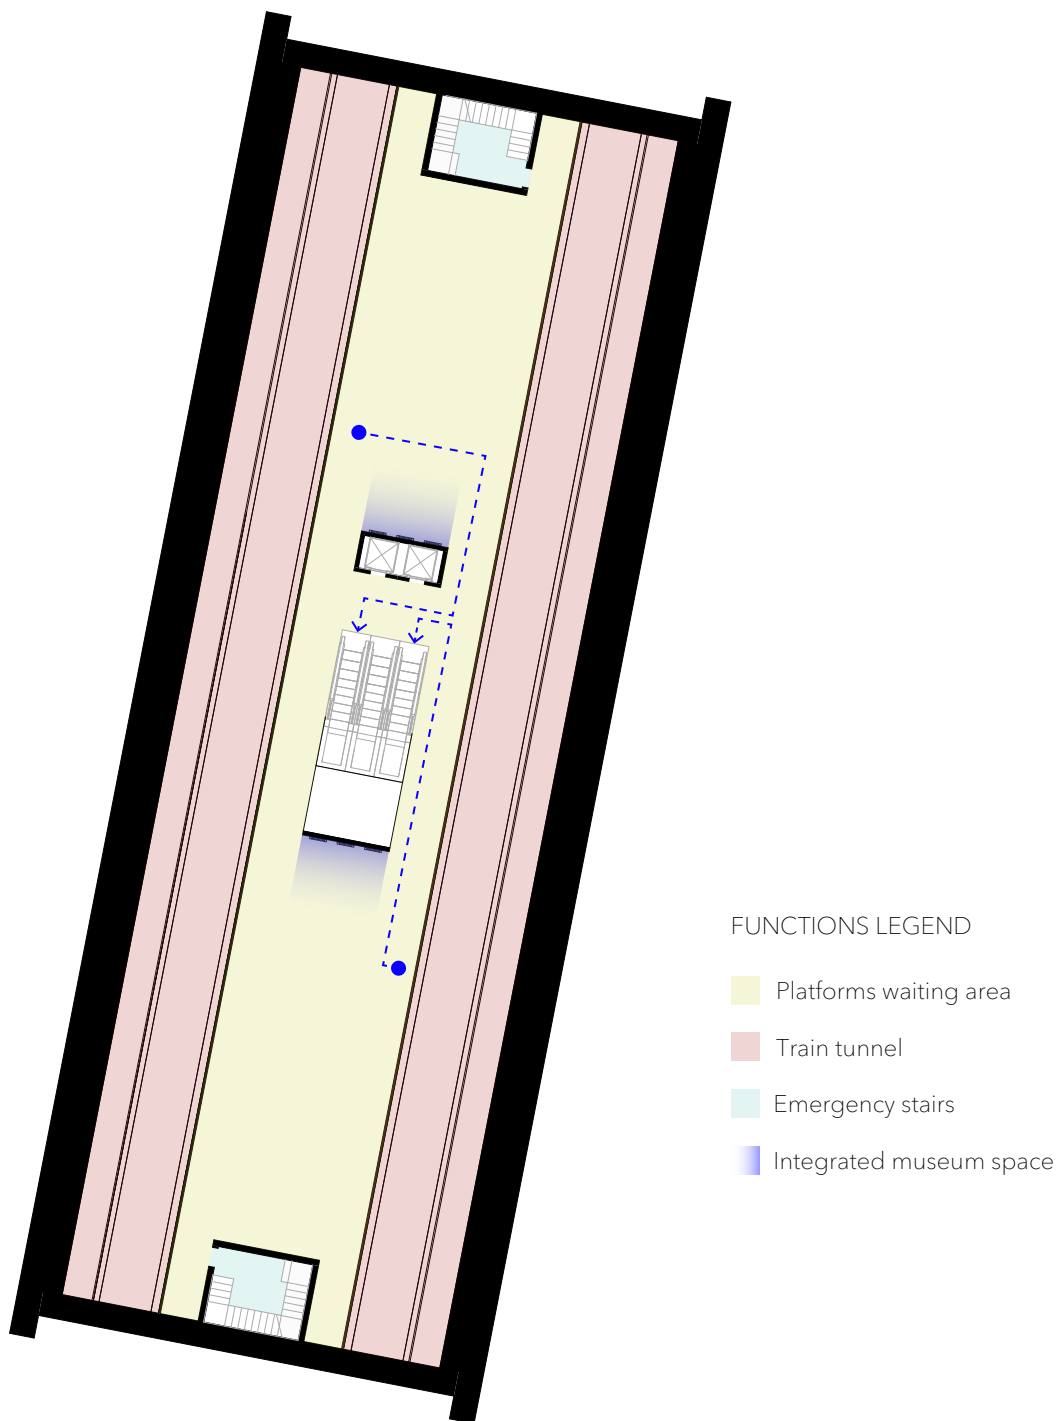 FUNCTIONS LEGEND
Platforms waiting area
Train tunnel
Emergency stairs
Integrated museum space